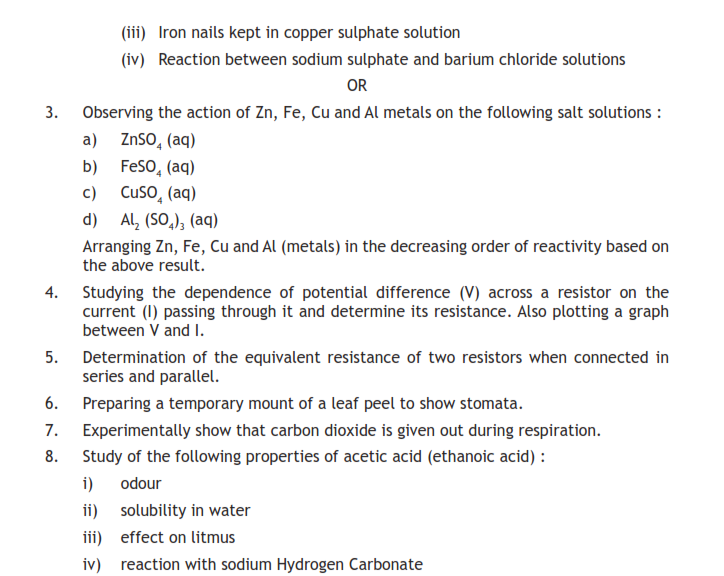 (iii) Iron nails kept in copper sulphate solution
(iv) Reaction between sodium sulphate and barium chloride solutions
OR
3. Observing the action of Zn, Fe, Cu and Al metals on the following salt solutions :
a) ZnSO₄ (aq)
b) FeSO₄ (aq)
c) CuSO₄ (aq)
d) Al₂ (SO₄)₃ (aq)
Arranging Zn, Fe, Cu and Al (metals) in the decreasing order of reactivity based on
the above result.
4. Studying the dependence of potential difference (V) across a resistor on the
current (I) passing through it and determine its resistance. Also plotting a graph
between V and I.
5. Determination of the equivalent resistance of two resistors when connected in
series and parallel.
6. Preparing a temporary mount of a leaf peel to show stomata.
7. Experimentally show that carbon dioxide is given out during respiration.
8. Study of the following properties of acetic acid (ethanoic acid) :
i) odour
ii) solubility in water
iii) effect on litmus
iv) reaction with sodium Hydrogen Carbonate